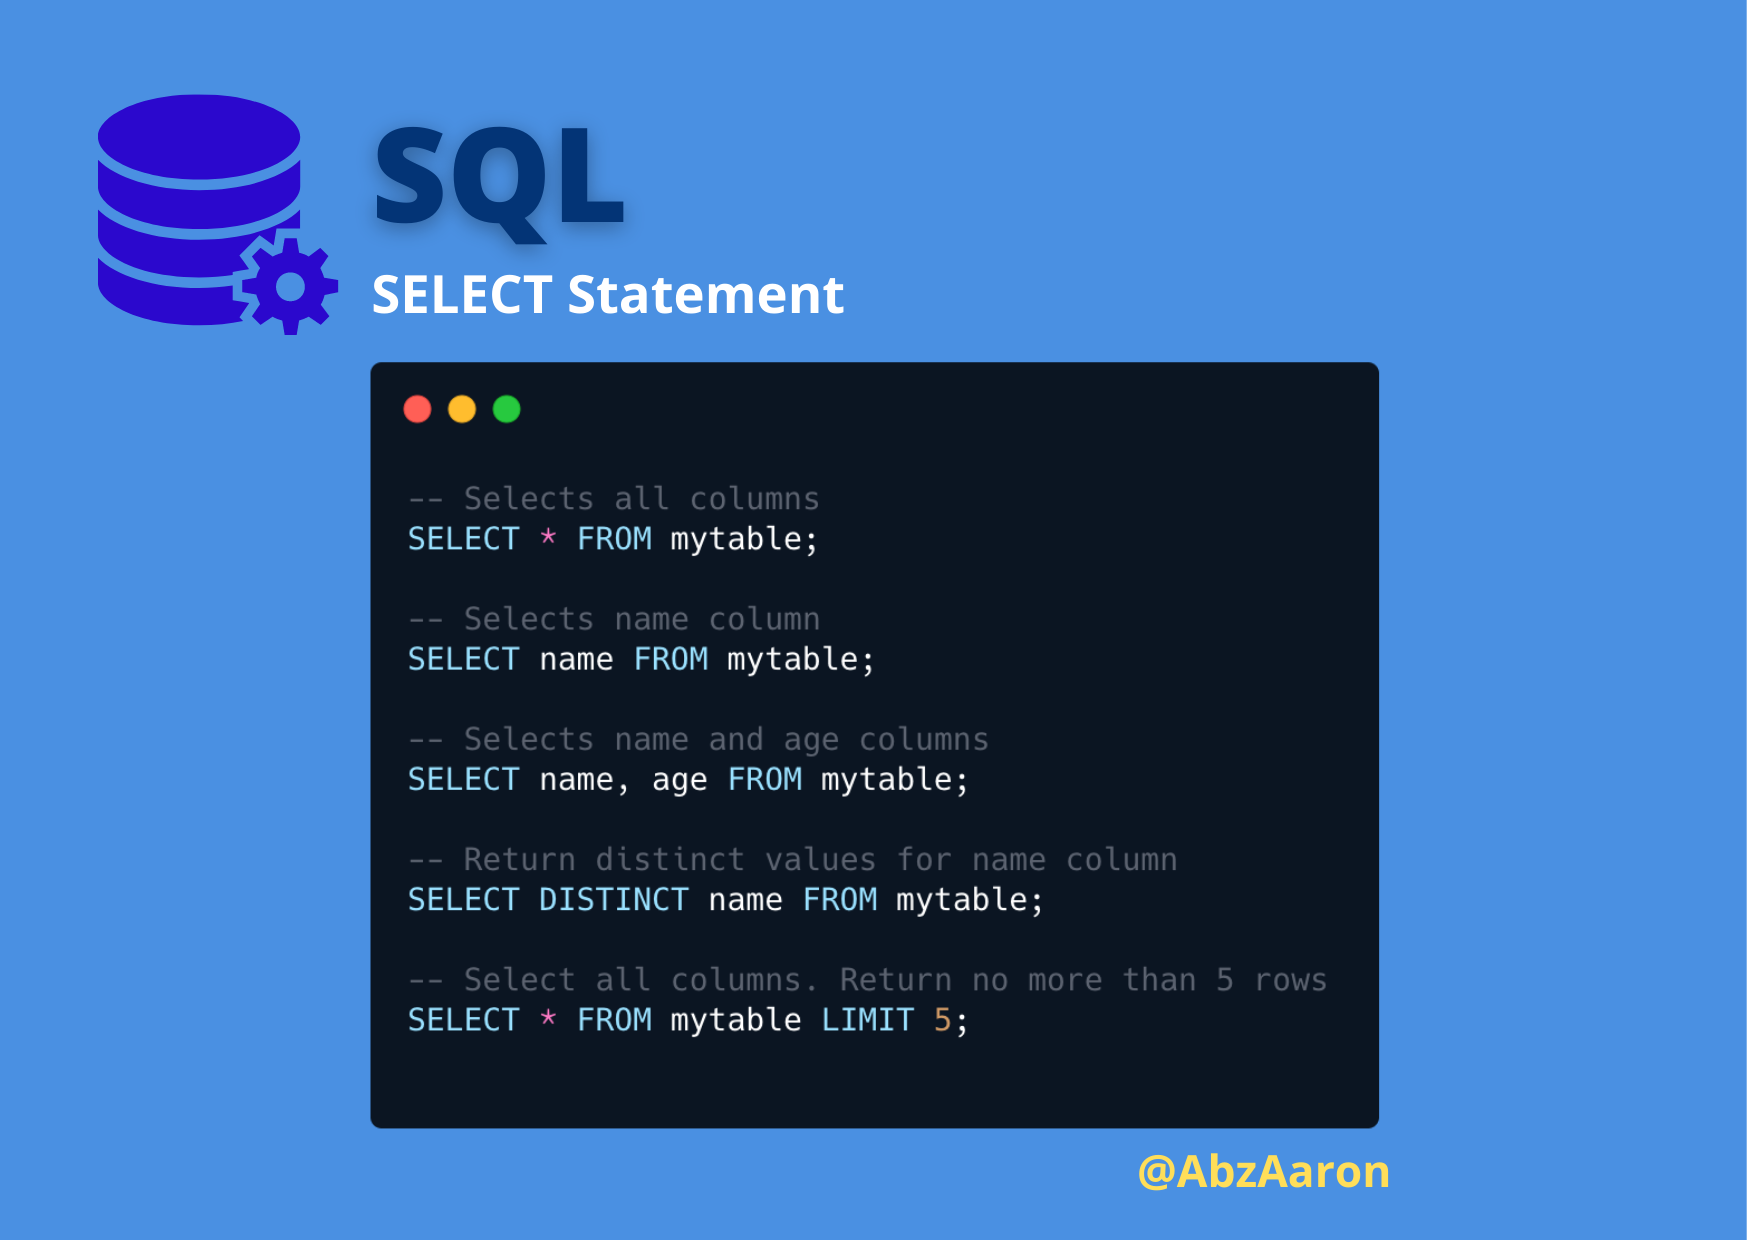 SQL
SELECT Statement
-- Selects all columns
SELECT * FROM mytable;
-- Selects name column
SELECT name FROM mytable;
-- Selects name and age columns
SELECT name, age FROM mytable;
-- Return distinct values for name column
SELECT DISTINCT name FROM mytable;
-- Select all columns. Return no more than 5 rows
SELECT * FROM mytable LIMIT 5;
@AbzAaron